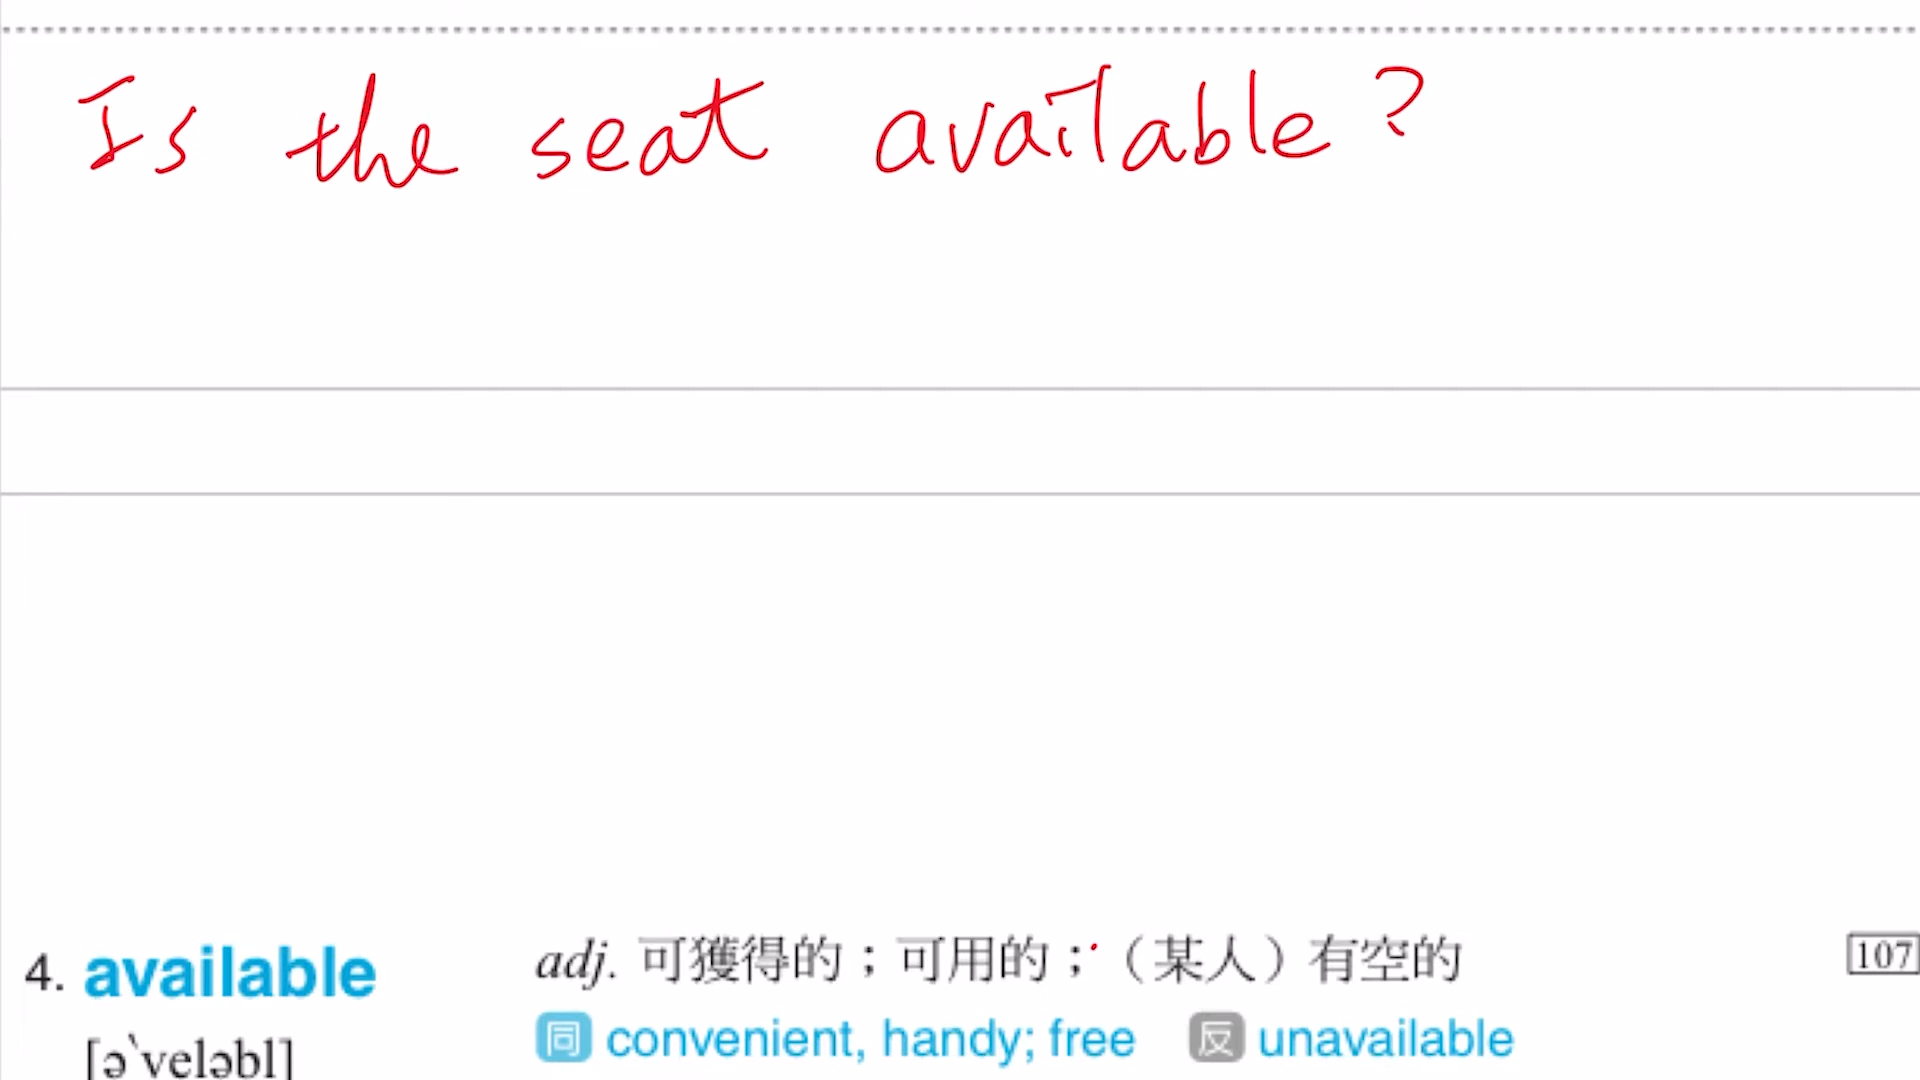 Is the seat available?
4. available adj. 可獲得的；可用的；（某人）有空的 107
同 convenient, handy; free 反 unavailable
[əˋveləbl]